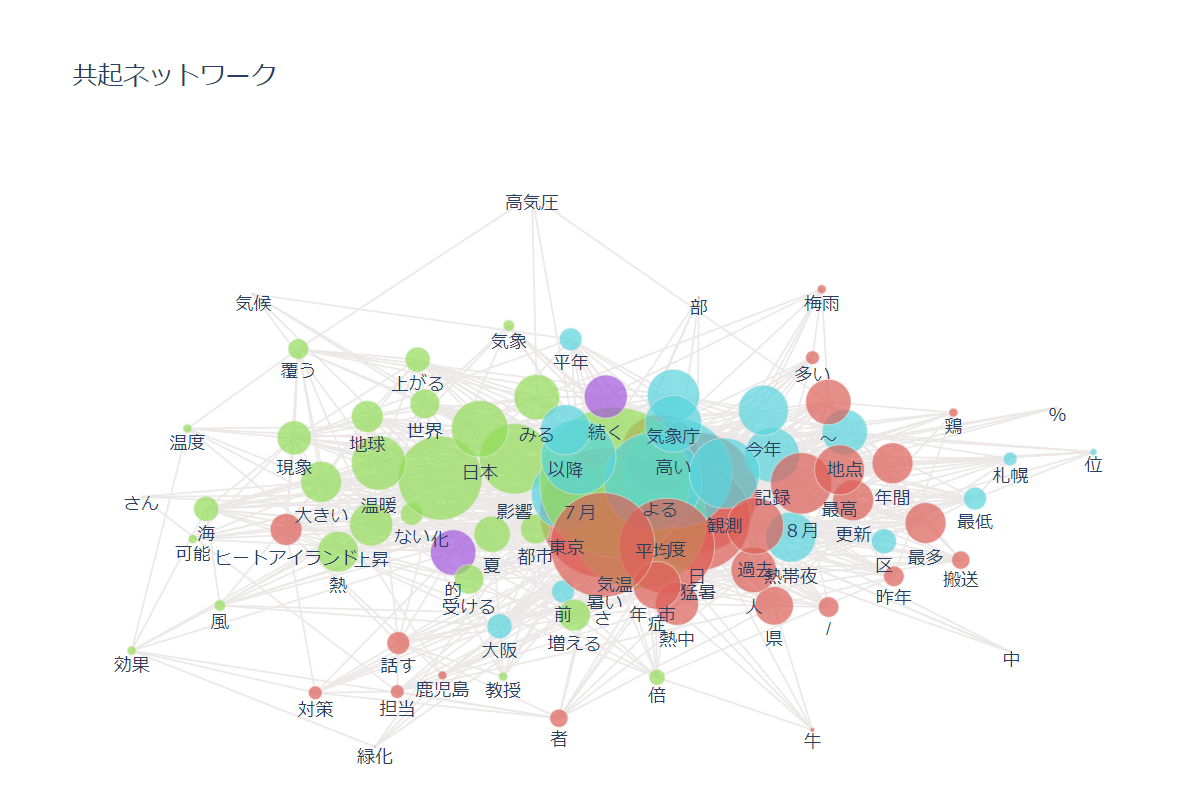 共起ネットワーク
高気圧
気候
部
梅雨
気象
平年
覆う
多い
上がる
%
鶏
世界
みる
続く
気象庁
～
温度
地球
今年
現象
日本
以降
高い
地点
位
札幌
さん
大きい
温暖
影響
７月
よる
記録
最高
年間
海
ない
化
観測
８月
更新
最低
可能
ヒートアイランド
上昇
都市
東京
平均
度
最多
熱
夏
気温
日
過去
熱帯夜
区
搬送
的
受ける
暑い
猛暑
昨年
風
前
さ
年
市
症
人
/
増える
熱中
県
大阪
効果
話す
中
鹿児島
教授
倍
対策
担当
者
牛
緑化